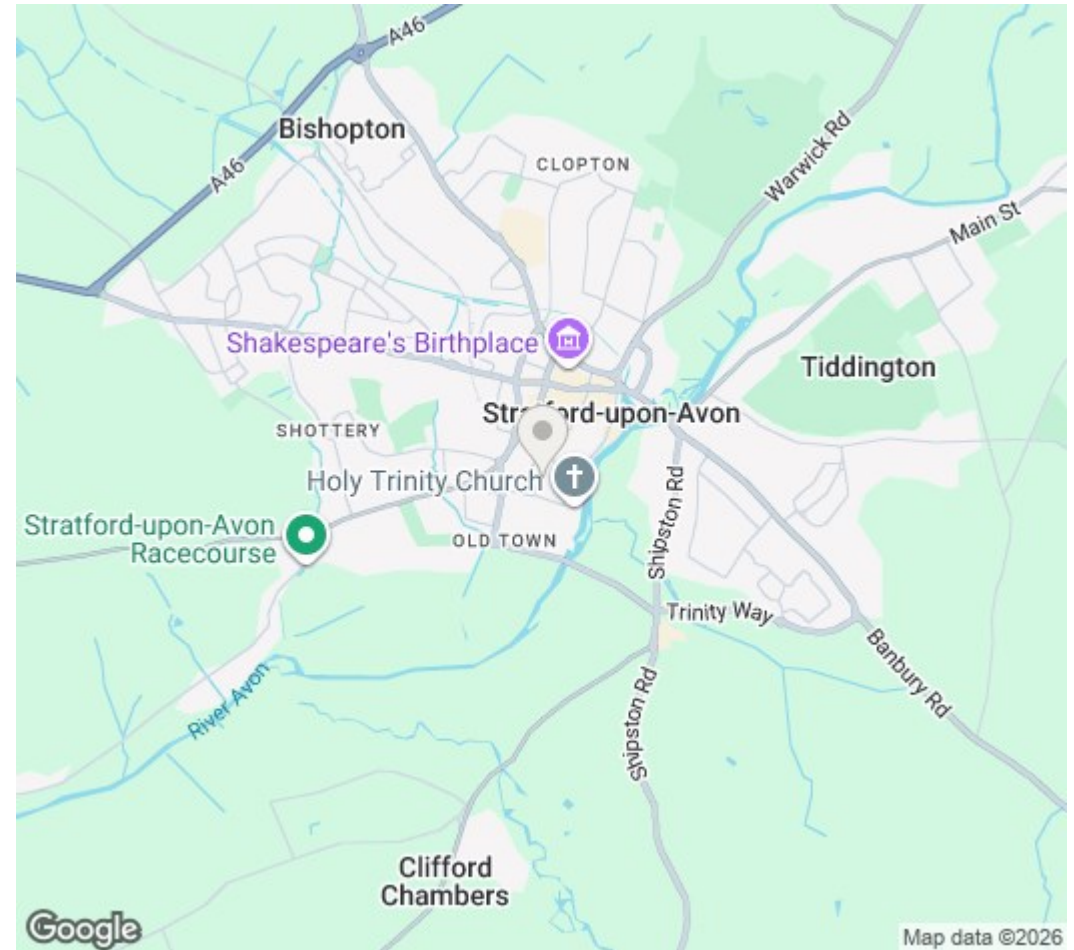 A46
Bishopton
CLOPTON
A46
Warwick Rd
Main St
Shakespeare's Birthplace
Tiddington
Stratford-upon-Avon
SHOTTERY
Holy Trinity Church
Stratford-upon-Avon
Racecourse
OLD TOWN
Shipston Rd
Trinity Way
Banbury Rd
River Avon
Shipston Rd
Clifford
Chambers
Google
Map data ©2026